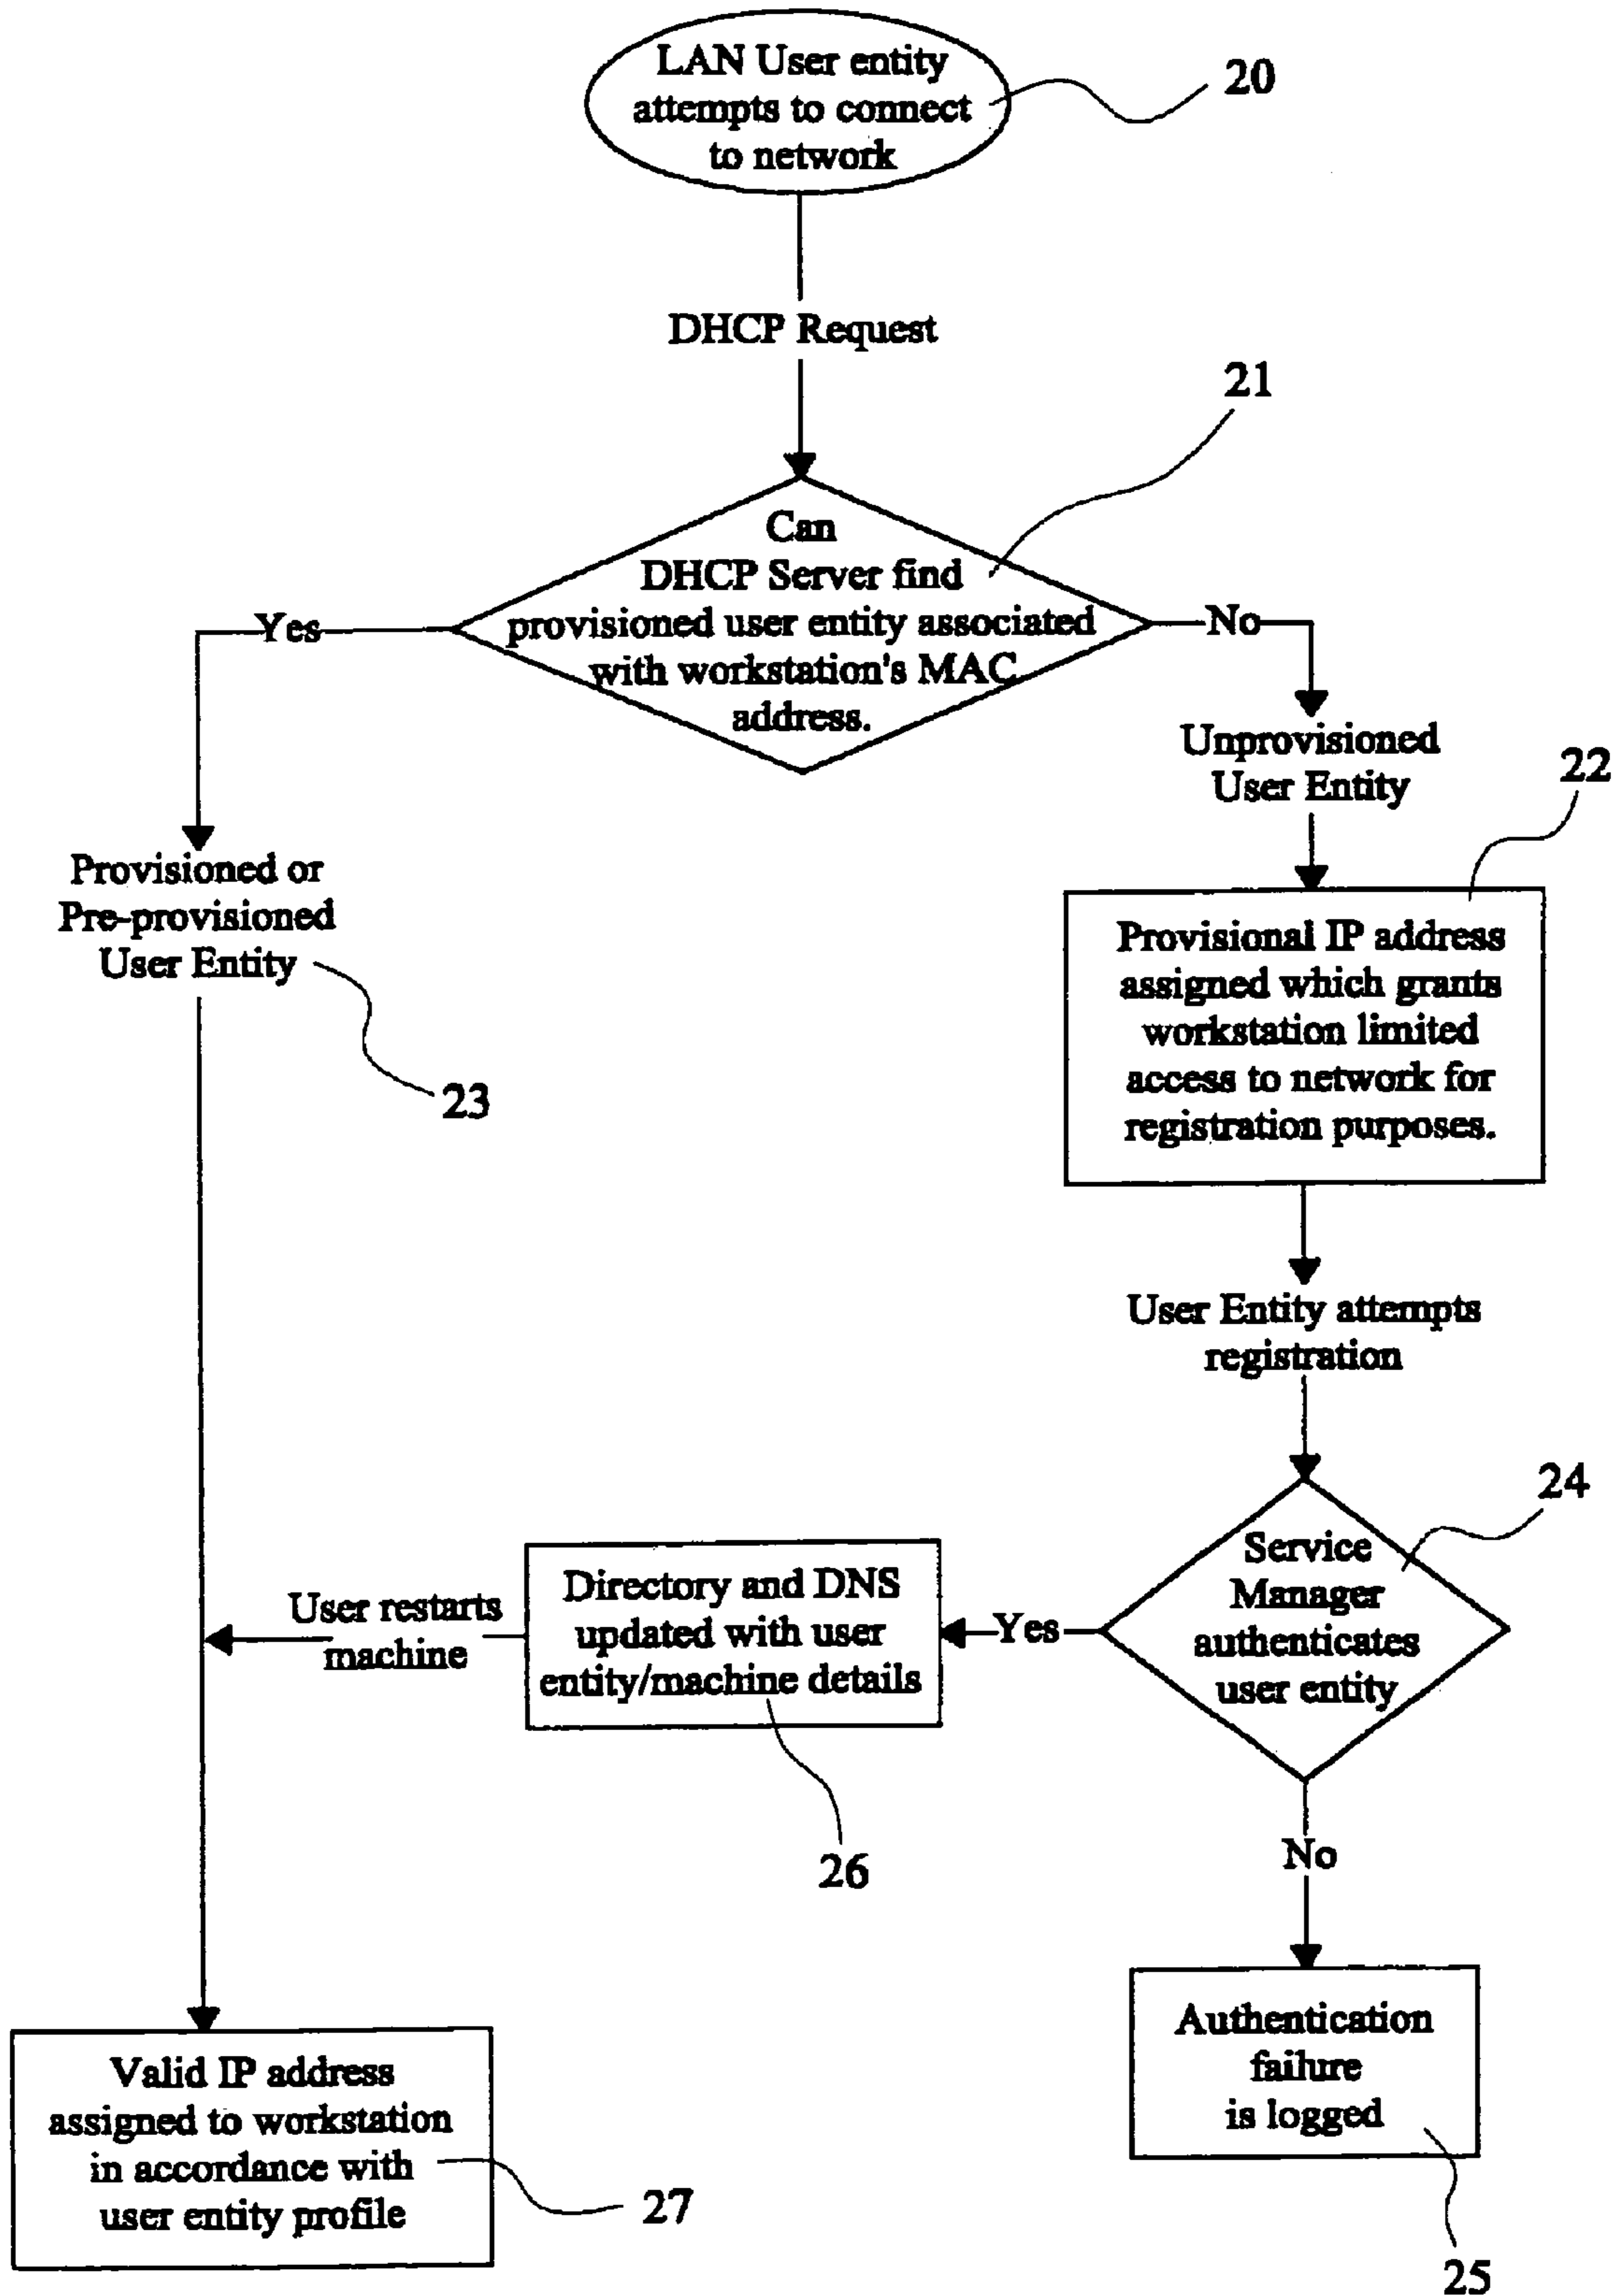 LAN User entity
attempts to connect
to network
20
DHCP Request
21
Can
DHCP Server find
provisioned user entity associated
with workstation's MAC
address.
Yes
No
Unprovisioned
User Entity
22
Provisioned or
Pre-provisioned
User Entity
23
Provisional IP address
assigned which grants
workstation limited
access to network for
registration purposes.
User Entity attempts
registration
24
Service
Manager
authenticates
user entity
Yes
Directory and DNS
updated with user
entity/machine details
26
User restarts
machine
No
Authentication
failure
is logged
25
Valid IP address
assigned to workstation
in accordance with
user entity profile
27